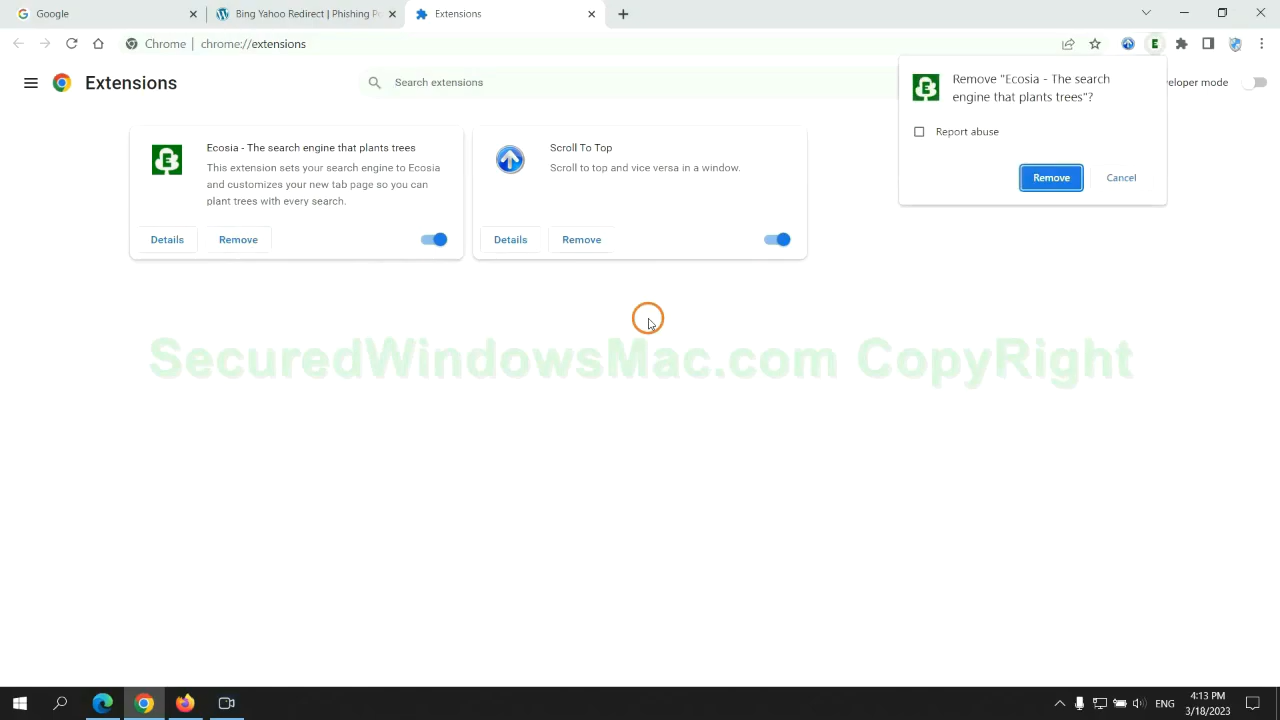 Google
Bing Yahoo Redirect | Phishing Po
Extensions
Chrome | chrome://extensions
Extensions
Search extensions
eloper mode
Remove "Ecosia - The search
engine that plants trees"?
Report abuse
Remove
Cancel
Ecosia - The search engine that plants trees
This extension sets your search engine to Ecosia
and customizes your new tab page so you can
plant trees with every search.
Details
Remove
Scroll To Top
Scroll to top and vice versa in a window.
Details
Remove
SecuredWindowsMac.com CopyRight
ENG
4:13 PM
3/18/2023